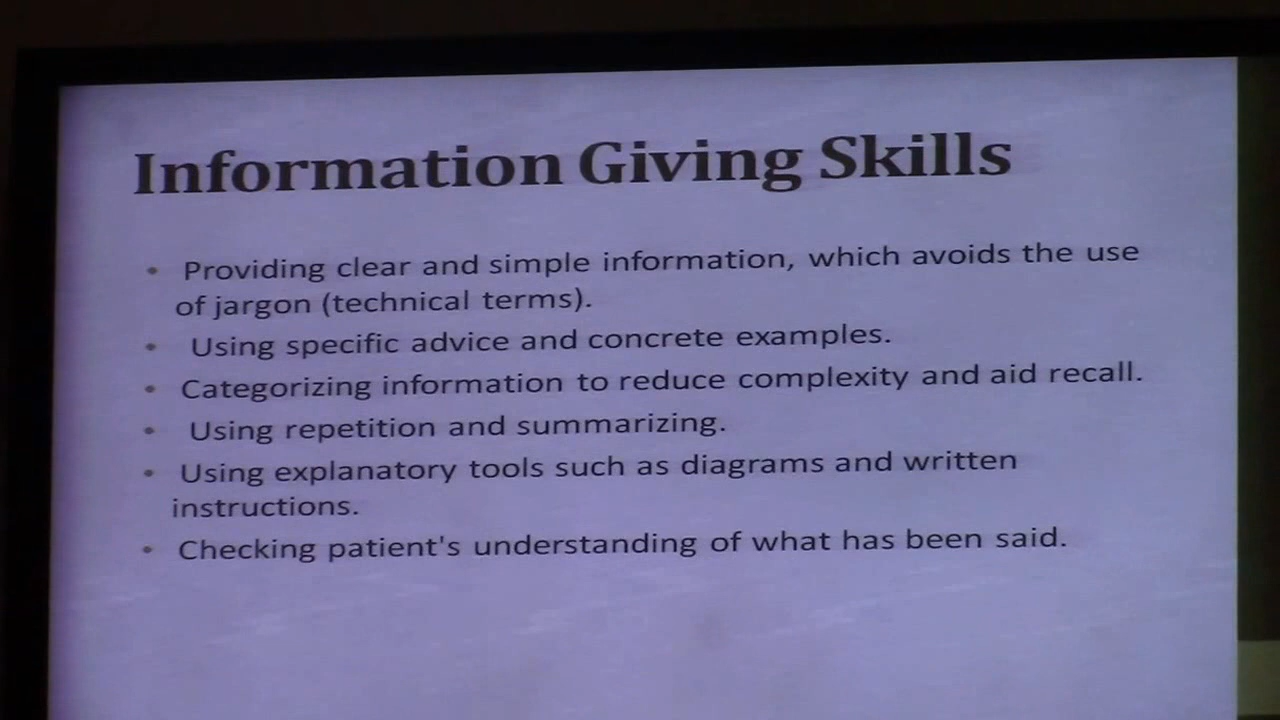 Information Giving Skills
• Providing clear and simple information, which avoids the use
of jargon (technical terms).
• Using specific advice and concrete examples.
• Categorizing information to reduce complexity and aid recall.
• Using repetition and summarizing.
• Using explanatory tools such as diagrams and written
instructions.
• Checking patient's understanding of what has been said.